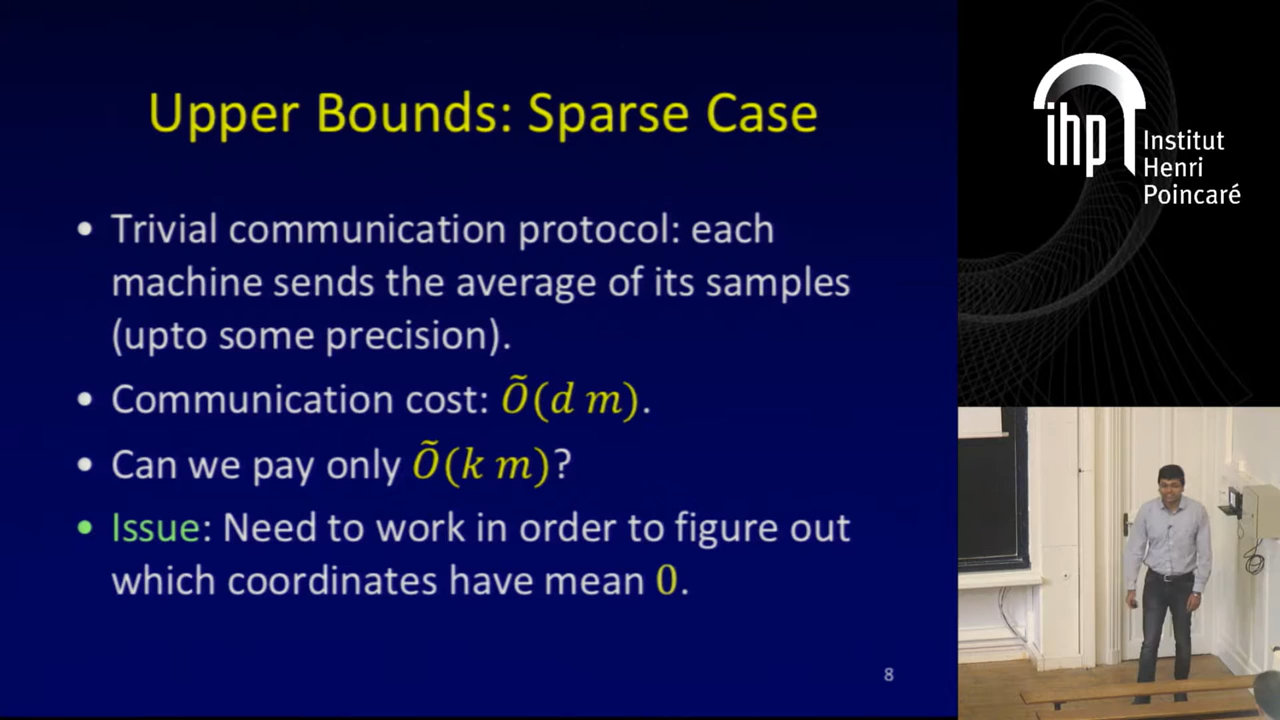 Upper Bounds: Sparse Case
• Trivial communication protocol: each
machine sends the average of its samples
(upto some precision).
• Communication cost: Õ(d m).
• Can we pay only Õ(k m)?
• Issue: Need to work in order to figure out
which coordinates have mean 0.
8
ihp
Institut
Henri
Poincaré